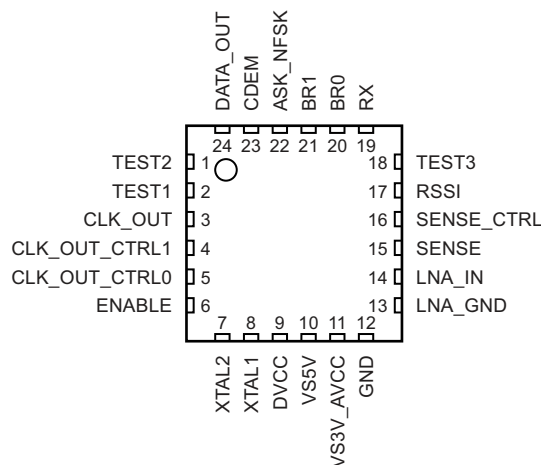 DATA_OUT
CDEM
ASK_NFSK
BR1
BR0
RX
24 23 22 21 20 19
TEST2 1 18 TEST3
TEST1 2 17 RSSI
CLK_OUT 3 16 SENSE_CTRL
CLK_OUT_CTRL1 4 15 SENSE
CLK_OUT_CTRL0 5 14 LNA_IN
ENABLE 6 13 LNA_GND
7 8 9 10 11 12
XTAL2
XTAL1
DVCC
VS5V
VS3V_AVCC
GND